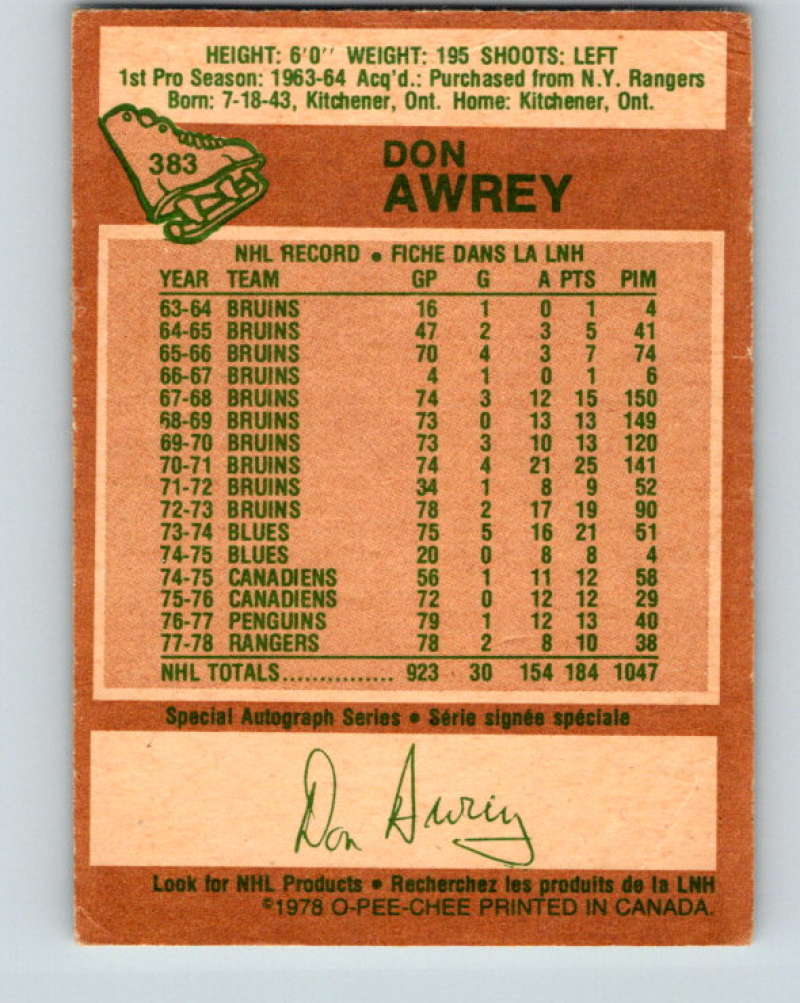 HEIGHT: 6'0'' WEIGHT: 195 SHOOTS: LEFT
1st Pro Season: 1963-64 Acq'd.: Purchased from N.Y. Rangers
Born: 7-18-43, Kitchener, Ont. Home: Kitchener, Ont.
383
DON
AWREY
NHL RECORD • FICHE DANS LA LNH
YEAR TEAM GP G A PTS PIM
63-64 BRUINS 16 1 0 1 4
64-65 BRUINS 47 2 3 5 41
65-66 BRUINS 70 4 3 7 74
66-67 BRUINS 4 1 0 1 6
67-68 BRUINS 74 3 12 15 150
68-69 BRUINS 73 0 13 13 149
69-70 BRUINS 73 3 10 13 120
70-71 BRUINS 74 4 21 25 141
71-72 BRUINS 34 1 8 9 52
72-73 BRUINS 78 2 17 19 90
73-74 BLUES 75 5 16 21 51
74-75 BLUES 20 0 8 8 4
74-75 CANADIENS 56 1 11 12 58
75-76 CANADIENS 72 0 12 12 29
76-77 PENGUINS 79 1 12 13 40
77-78 RANGERS 78 2 8 10 38
NHL TOTALS............... 923 30 154 184 1047
Special Autograph Series • Série signée spéciale
Don Awrey
Look for NHL Products • Recherchez les produits de la LNH
©1978 O-PEE-CHEE PRINTED IN CANADA.